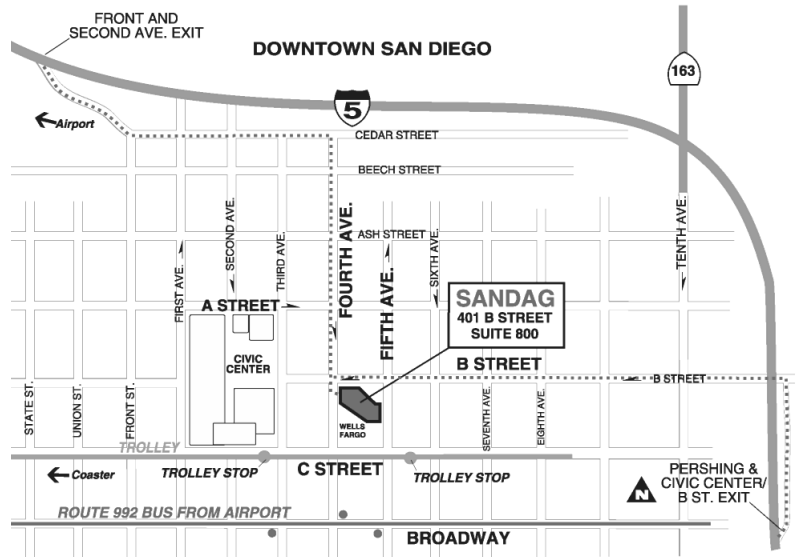 FRONT AND
SECOND AVE. EXIT
DOWNTOWN SAN DIEGO
163
5
Airport
CEDAR STREET
BEECH STREET
ASH STREET
FIRST AVE.
SECOND AVE.
THIRD AVE.
FOURTH AVE.
FIFTH AVE.
SIXTH AVE.
TENTH AVE.
A STREET
SANDAG
401 B STREET
SUITE 800
CIVIC
CENTER
B STREET
B STREET
STATE ST.
UNION ST.
FRONT ST.
WELLS
FARGO
SEVENTH AVE.
EIGHTH AVE.
TROLLEY
Coaster
TROLLEY STOP
C STREET
TROLLEY STOP
N
PERSHING &
CIVIC CENTER/
B ST. EXIT
ROUTE 992 BUS FROM AIRPORT
BROADWAY